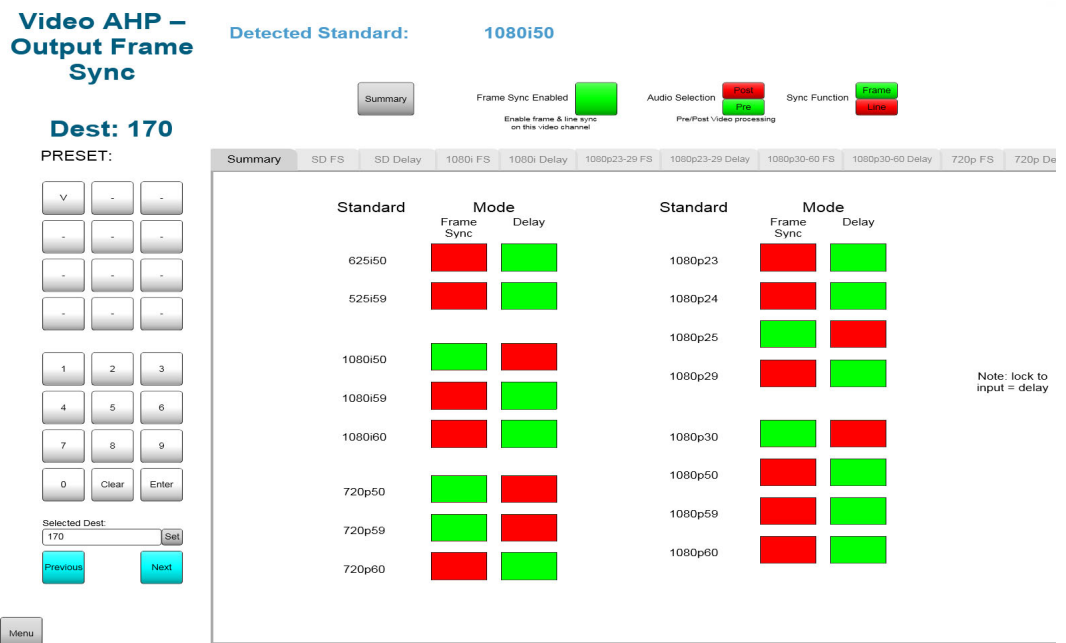 Video AHP –
Output Frame
Sync
Detected Standard: 1080i50
Summary
Frame Sync Enabled
Enable frame & line sync
on this video channel
Audio Selection
Post
Pre
Pre/Post Video processing
Sync Function
Frame
Line
Dest: 170
PRESET:
V - -
- - -
- - -
- - -
1 2 3
4 5 6
7 8 9
0 Clear Enter
Selected Dest:
170 Set
Previous Next
Menu
Summary SD FS SD Delay 1080i FS 1080i Delay 1080p23-29 FS 1080p23-29 Delay 1080p30-60 FS 1080p30-60 Delay 720p FS 720p De
Standard Mode
Frame Sync Delay
625i50
525i59
1080i50
1080i59
1080i60
720p50
720p59
720p60
Standard Mode
Frame Sync Delay
1080p23
1080p24
1080p25
1080p29
1080p30
1080p50
1080p59
1080p60
Note: lock to
input = delay